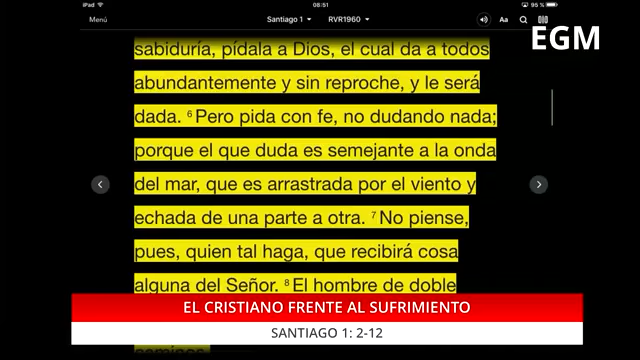 iPad
08:51
95 %
Menú
Santiago 1
RVR1960
Aa
EGM
sabiduría, pídala a Dios, el cual da a todos
abundantemente y sin reproche, y le será
dada. 6 Pero pida con fe, no dudando nada;
porque el que duda es semejante a la onda
del mar, que es arrastrada por el viento y
echada de una parte a otra. 7 No piense,
pues, quien tal haga, que recibirá cosa
alguna del Señor. 8 El hombre de doble
EL CRISTIANO FRENTE AL SUFRIMIENTO
SANTIAGO 1: 2-12